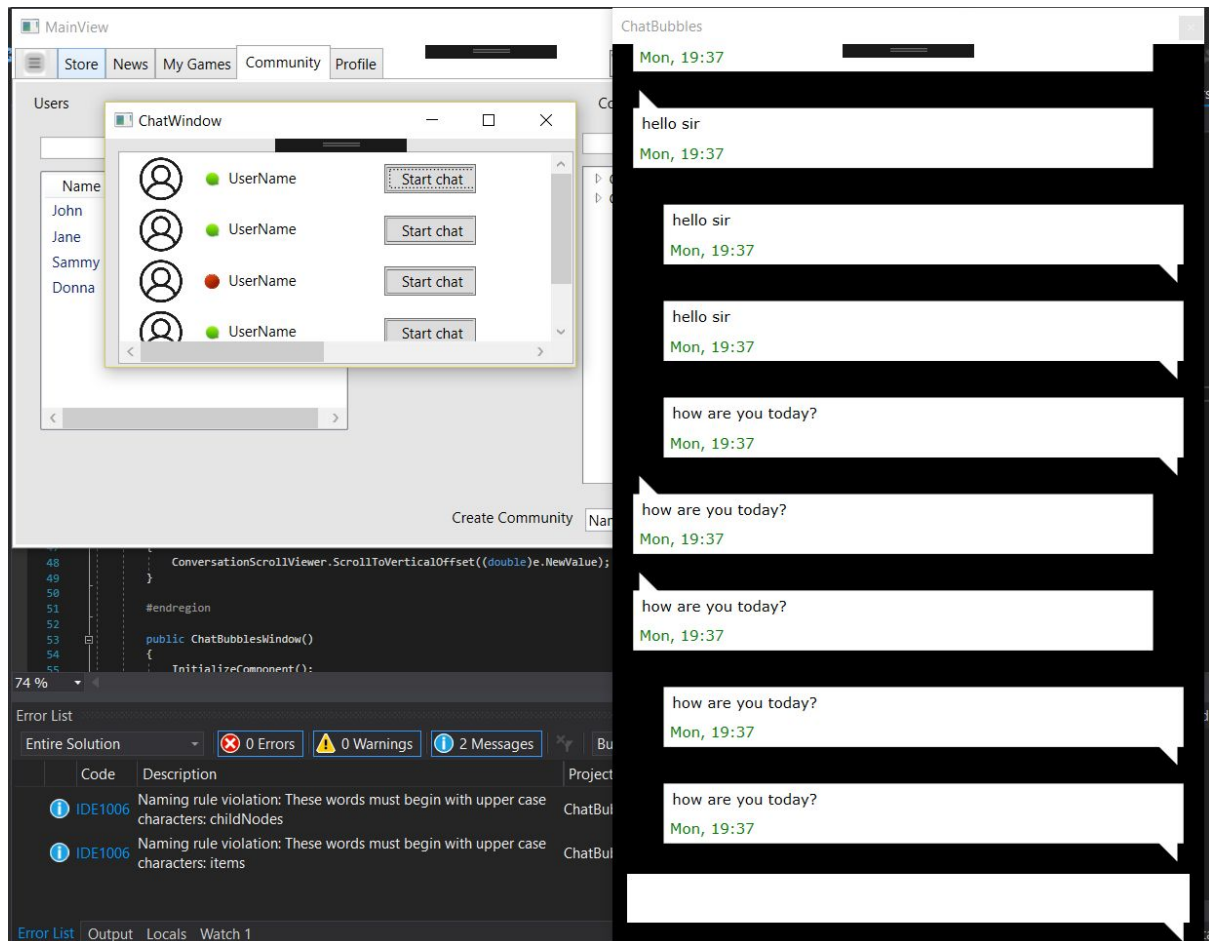 MainView
Store News My Games Community Profile
Users
Name
John
Jane
Sammy
Donna
ChatWindow
UserName Start chat
UserName Start chat
UserName Start chat
UserName Start chat
Create Community
48 ConversationScrollViewer.ScrollToVerticalOffset((double)e.NewValue);
49 }
50
51 #endregion
52
53 public ChatBubblesWindow()
54 {
55 InitializeComponent();
74 %
Error List
Entire Solution 0 Errors 0 Warnings 2 Messages
Code Description Project
IDE1006 Naming rule violation: These words must begin with upper case
characters: childNodes
IDE1006 Naming rule violation: These words must begin with upper case
characters: items
Error List Output Locals Watch 1
ChatBubbles
Mon, 19:37
hello sir
Mon, 19:37
hello sir
Mon, 19:37
hello sir
Mon, 19:37
how are you today?
Mon, 19:37
how are you today?
Mon, 19:37
how are you today?
Mon, 19:37
how are you today?
Mon, 19:37
how are you today?
Mon, 19:37